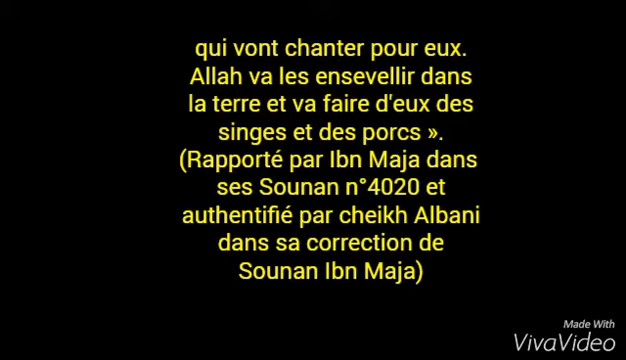 qui vont chanter pour eux.
Allah va les ensevellir dans
la terre et va faire d'eux des
singes et des porcs ».
(Rapporté par Ibn Maja dans
ses Sounan n°4020 et
authentifié par cheikh Albani
dans sa correction de
Sounan Ibn Maja)
Made With
VivaVideo